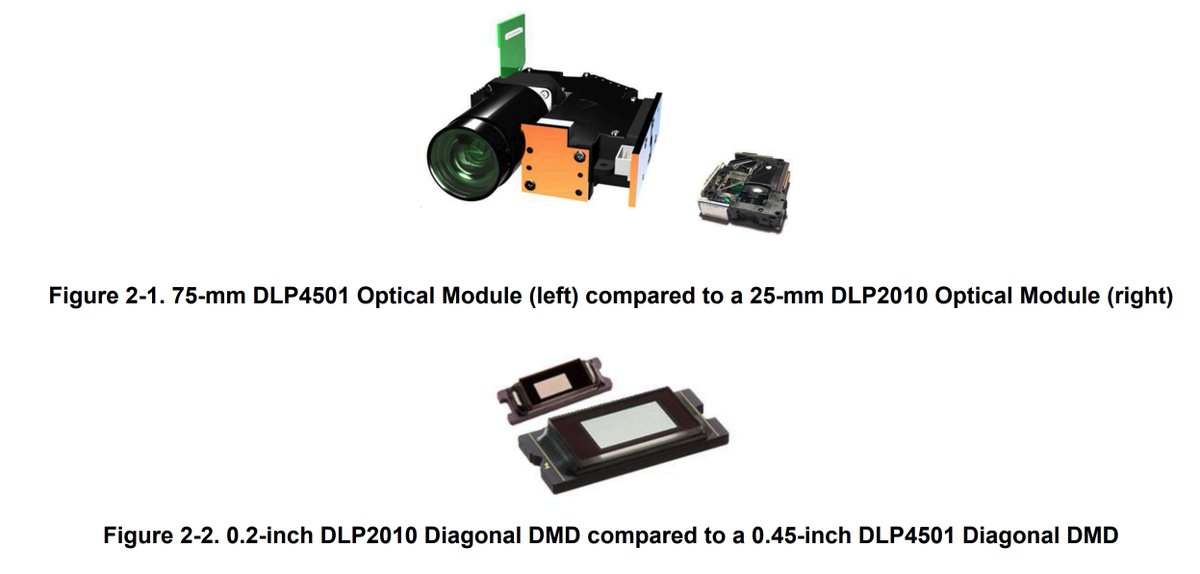 Figure 2-1. 75-mm DLP4501 Optical Module (left) compared to a 25-mm DLP2010 Optical Module (right)
Figure 2-2. 0.2-inch DLP2010 Diagonal DMD compared to a 0.45-inch DLP4501 Diagonal DMD